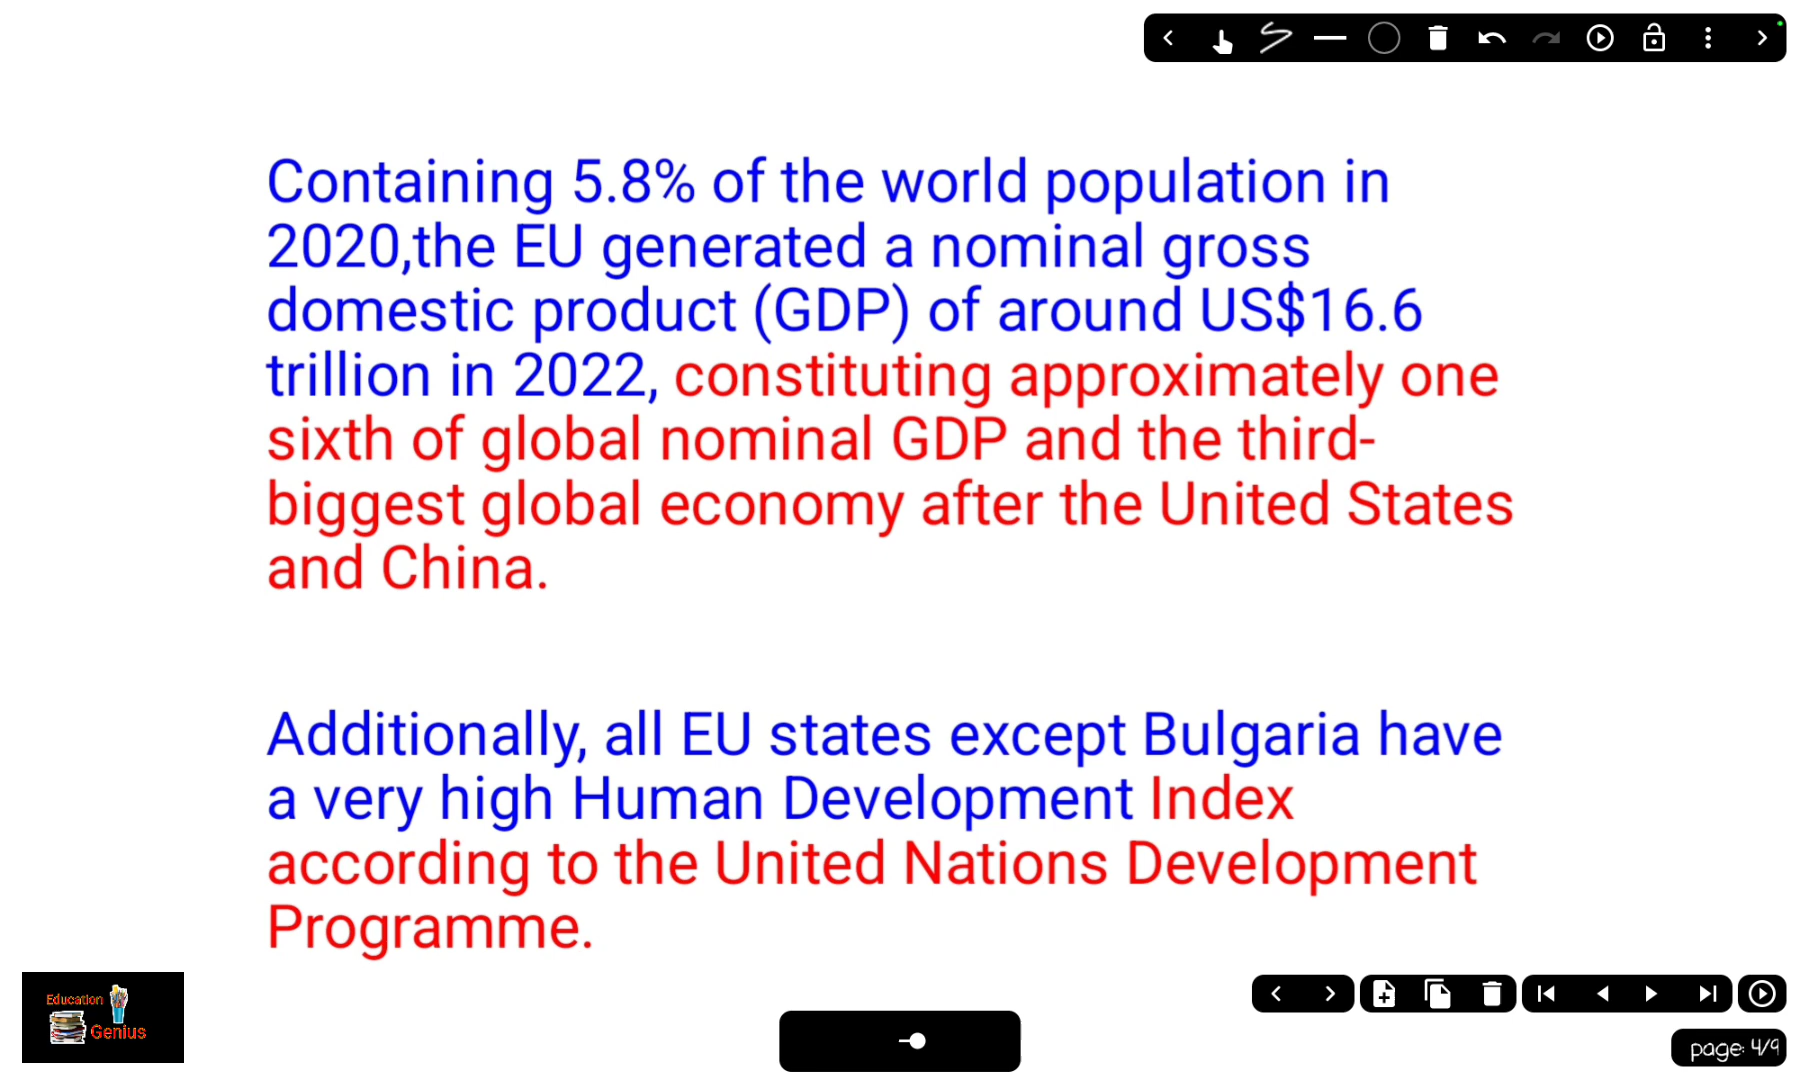 Containing 5.8% of the world population in
2020,the EU generated a nominal gross
domestic product (GDP) of around US$16.6
trillion in 2022, constituting approximately one
sixth of global nominal GDP and the third-
biggest global economy after the United States
and China.
Additionally, all EU states except Bulgaria have
a very high Human Development Index
according to the United Nations Development
Programme.
Education
Genius
page: 4/9